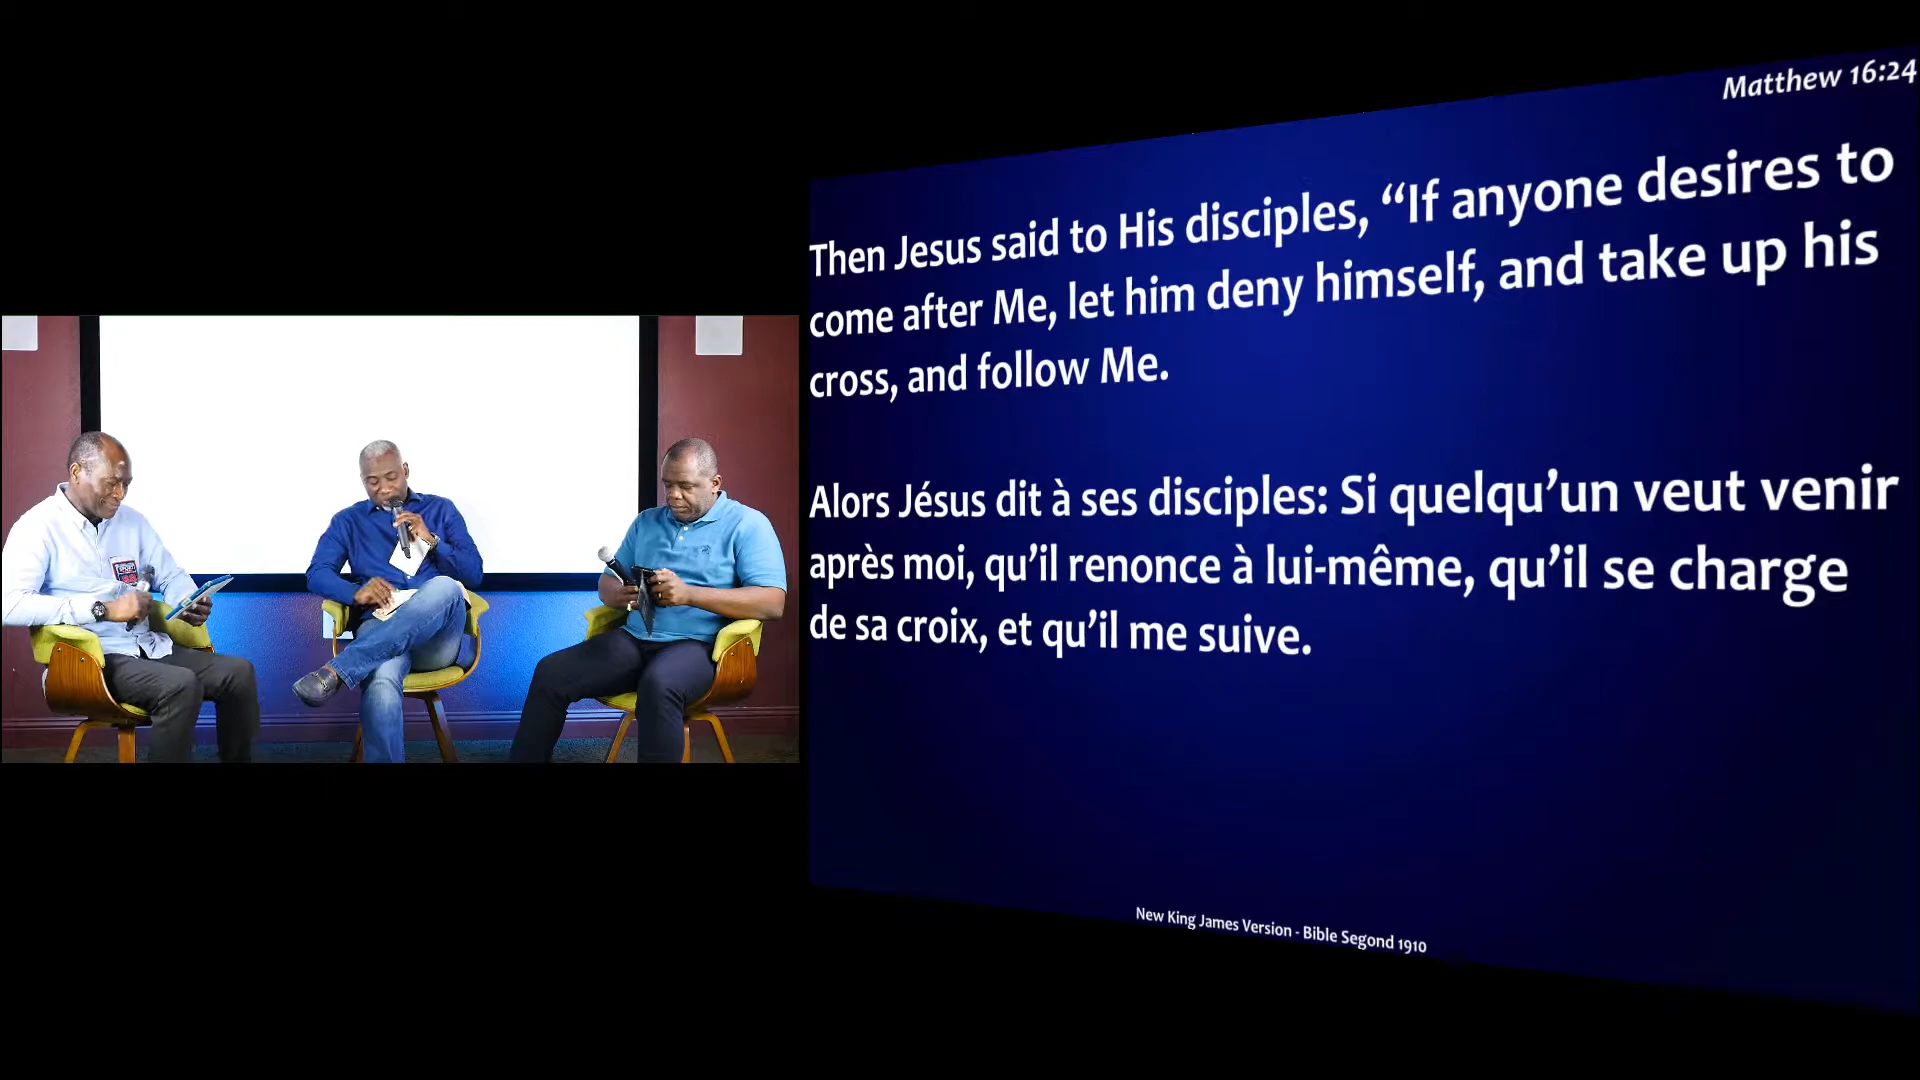 Matthew 16:24
Then Jesus said to His disciples, “If anyone desires to
come after Me, let him deny himself, and take up his
cross, and follow Me.
Alors Jésus dit à ses disciples: Si quelqu’un veut venir
après moi, qu’il renonce à lui-même, qu’il se charge
de sa croix, et qu’il me suive.
New King James Version - Bible Segond 1910